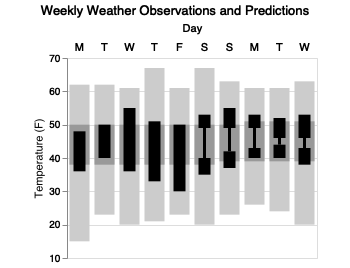 Weekly Weather Observations and Predictions
Day
M T W T F S S M T W
Temperature (F)
70
60
50
40
30
20
10